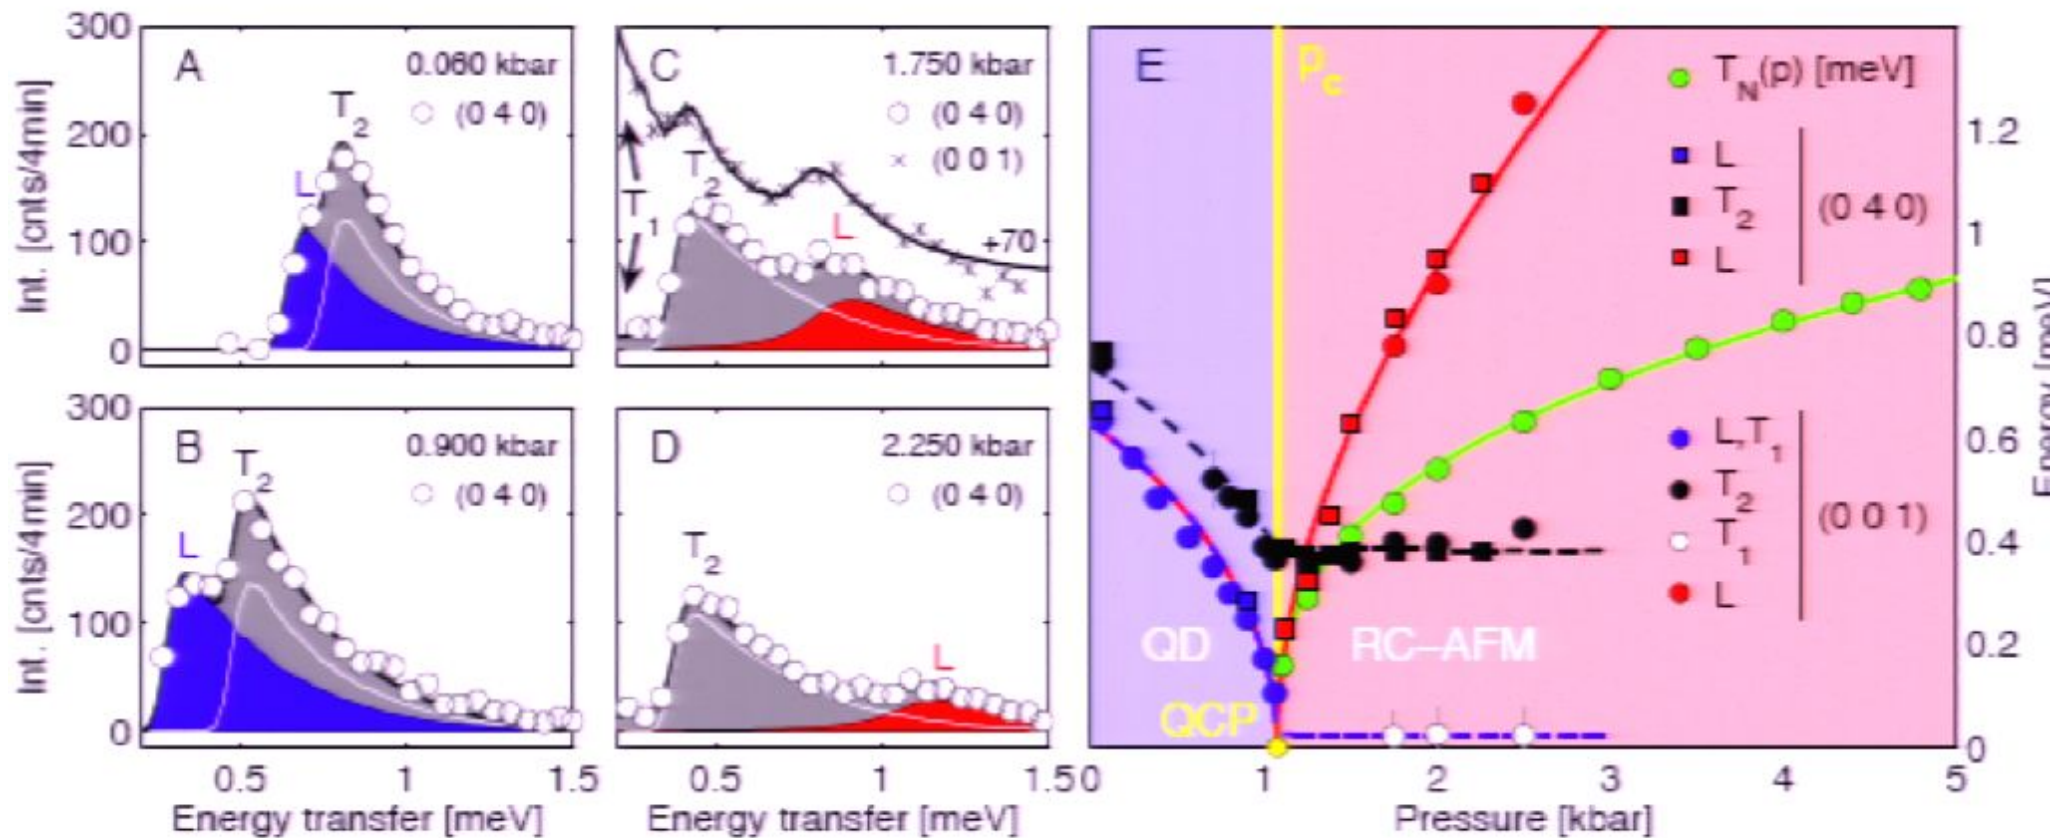 300
200
100
0
Int. [cnts/4min]
A
0.060 kbar
(0 4 0)
T2
L
C
1.750 kbar
(0 4 0)
(0 0 1)
T2
T1
L
+70
300
200
100
0
Int. [cnts/4min]
B
0.900 kbar
(0 4 0)
T2
L
D
2.250 kbar
(0 4 0)
T2
L
0.5
1
1.5
Energy transfer [meV]
0.5
1
1.5
Energy transfer [meV]
E
Pc
TN(p) [meV]
L
T2
L
(0 4 0)
L,T1
T2
T1
L
(0 0 1)
QD
RC–AFM
QCP
1.2
1
0.8
0.6
0.4
0.2
0
Energy [meV]
0
1
2
3
4
5
Pressure [kbar]